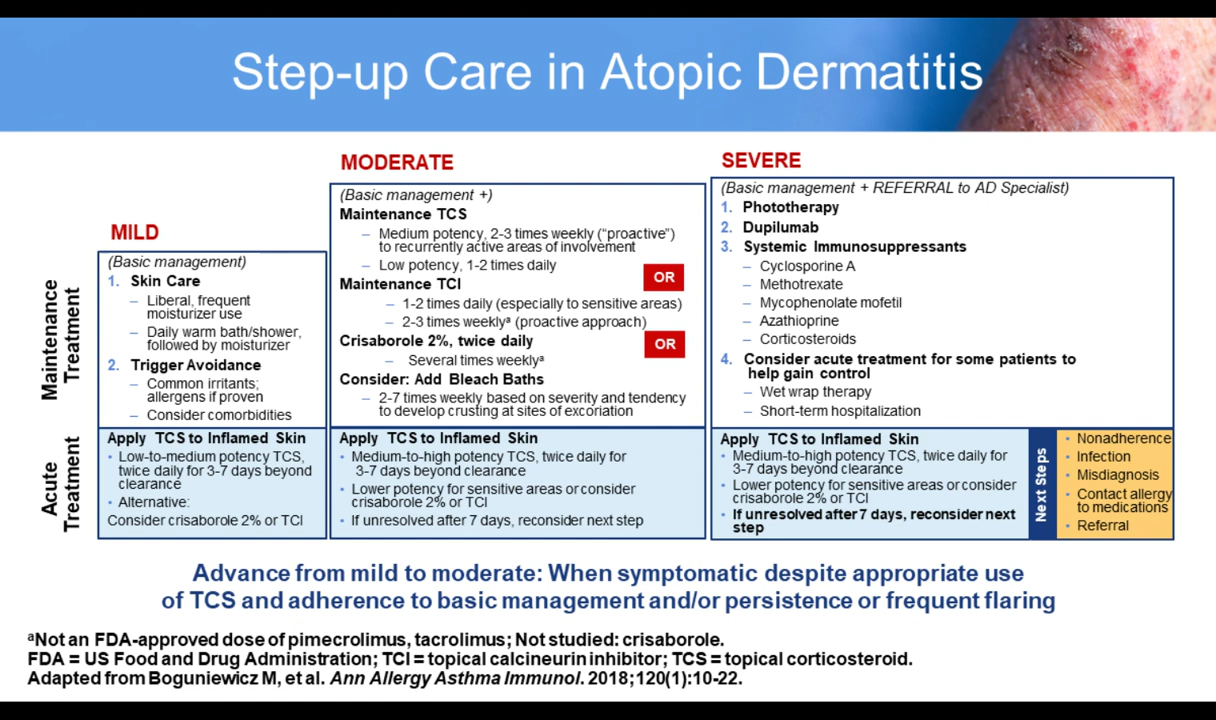 Step-up Care in Atopic Dermatitis
MILD
Maintenance
Treatment
(Basic management)
1. Skin Care
– Liberal, frequent
moisturizer use
– Daily warm bath/shower,
followed by moisturizer
2. Trigger Avoidance
– Common irritants;
allergens if proven
– Consider comorbidities
MODERATE
(Basic management +)
Maintenance TCS
– Medium potency, 2-3 times weekly (“proactive”)
to recurrently active areas of involvement
– Low potency, 1-2 times daily
OR
Maintenance TCI
– 1-2 times daily (especially to sensitive areas)
– 2-3 times weeklyᵃ (proactive approach)
OR
Crisaborole 2%, twice daily
– Several times weeklyᵃ
Consider: Add Bleach Baths
– 2-7 times weekly based on severity and tendency
to develop crusting at sites of excoriation
SEVERE
(Basic management + REFERRAL to AD Specialist)
1. Phototherapy
2. Dupilumab
3. Systemic Immunosuppressants
– Cyclosporine A
– Methotrexate
– Mycophenolate mofetil
– Azathioprine
– Corticosteroids
4. Consider acute treatment for some patients to
help gain control
– Wet wrap therapy
– Short-term hospitalization
Acute
Treatment
Apply TCS to Inflamed Skin
• Low-to-medium potency TCS,
twice daily for 3-7 days beyond
clearance
• Alternative:
Consider crisaborole 2% or TCI
Apply TCS to Inflamed Skin
• Medium-to-high potency TCS, twice daily for
3-7 days beyond clearance
• Lower potency for sensitive areas or consider
crisaborole 2% or TCI
• If unresolved after 7 days, reconsider next step
Apply TCS to Inflamed Skin
• Medium-to-high potency TCS, twice daily for
3-7 days beyond clearance
• Lower potency for sensitive areas or consider
crisaborole 2% or TCI
• If unresolved after 7 days, reconsider next
step
Next Steps
• Nonadherence
• Infection
• Misdiagnosis
• Contact allergy
to medications
• Referral
Advance from mild to moderate: When symptomatic despite appropriate use
of TCS and adherence to basic management and/or persistence or frequent flaring
ᵃNot an FDA-approved dose of pimecrolimus, tacrolimus; Not studied: crisaborole.
FDA = US Food and Drug Administration; TCI = topical calcineurin inhibitor; TCS = topical corticosteroid.
Adapted from Boguniewicz M, et al. Ann Allergy Asthma Immunol. 2018;120(1):10-22.